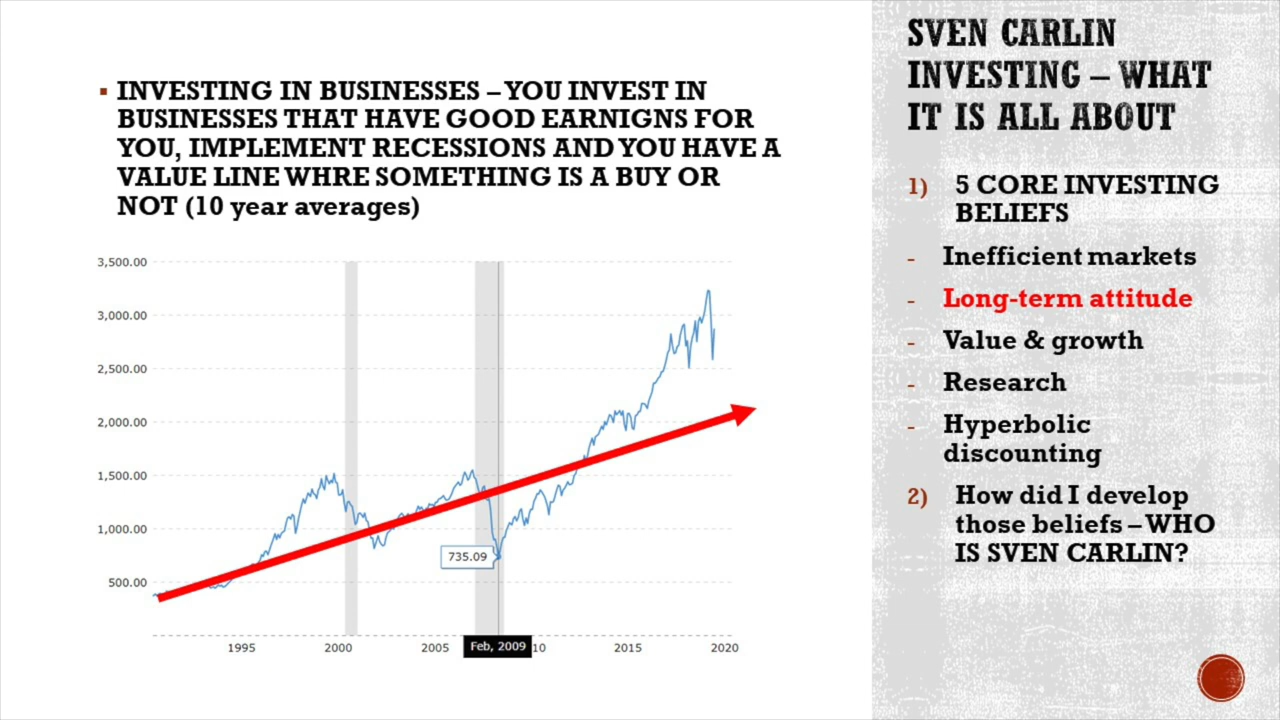 ▪ INVESTING IN BUSINESSES – YOU INVEST IN
BUSINESSES THAT HAVE GOOD EARNIGNS FOR
YOU, IMPLEMENT RECESSIONS AND YOU HAVE A
VALUE LINE WHRE SOMETHING IS A BUY OR
NOT (10 year averages)
3,500.00
3,000.00
2,500.00
2,000.00
1,500.00
1,000.00
500.00
735.09
1995 2000 2005 Feb, 2009 10 2015 2020
SVEN CARLIN
INVESTING – WHAT
IT IS ALL ABOUT
1) 5 CORE INVESTING
BELIEFS
- Inefficient markets
- Long-term attitude
- Value & growth
- Research
- Hyperbolic
discounting
2) How did I develop
those beliefs – WHO
IS SVEN CARLIN?